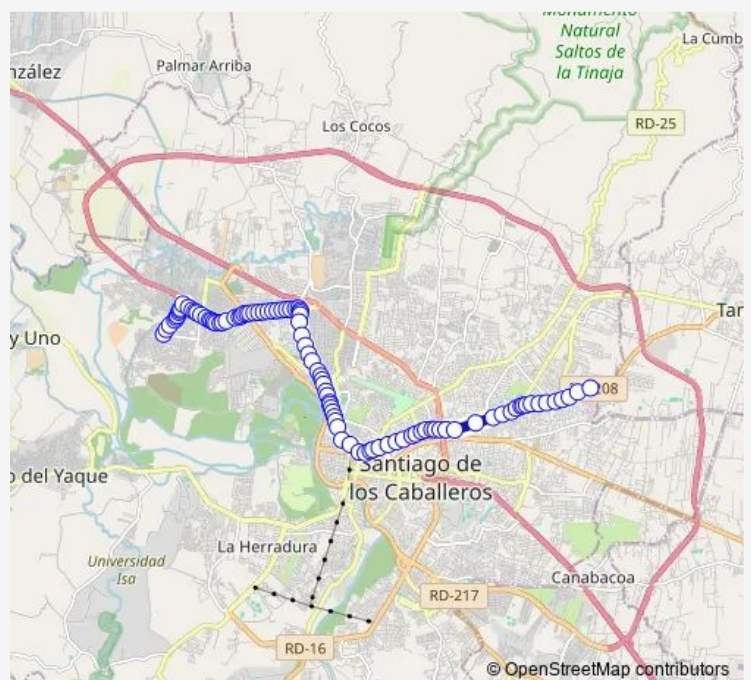 Monumento
Natural
Saltos de
la Tinaja
La Cumb
nzález
Palmar Arriba
RD-25
Los Cocos
y Uno
Tar
08
o del Yaque
Santiago de
los Caballeros
La Herradura
Universidad
Isa
Canabacoa
RD-217
RD-16
© OpenStreetMap contributors